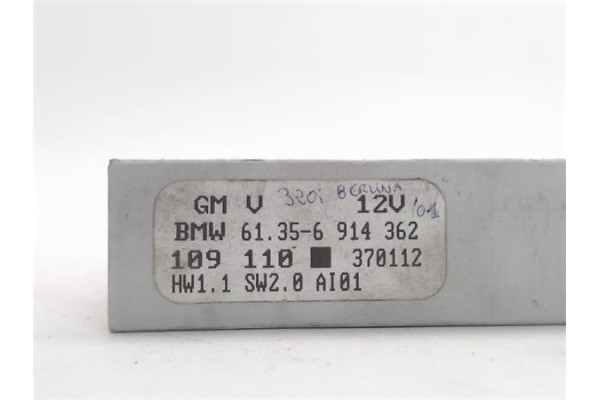 320i BERLINA '01
GM V 12V
BMW 61.35-6 914 362
109 110 ■ 370112
HW1.1 SW2.0 AI01